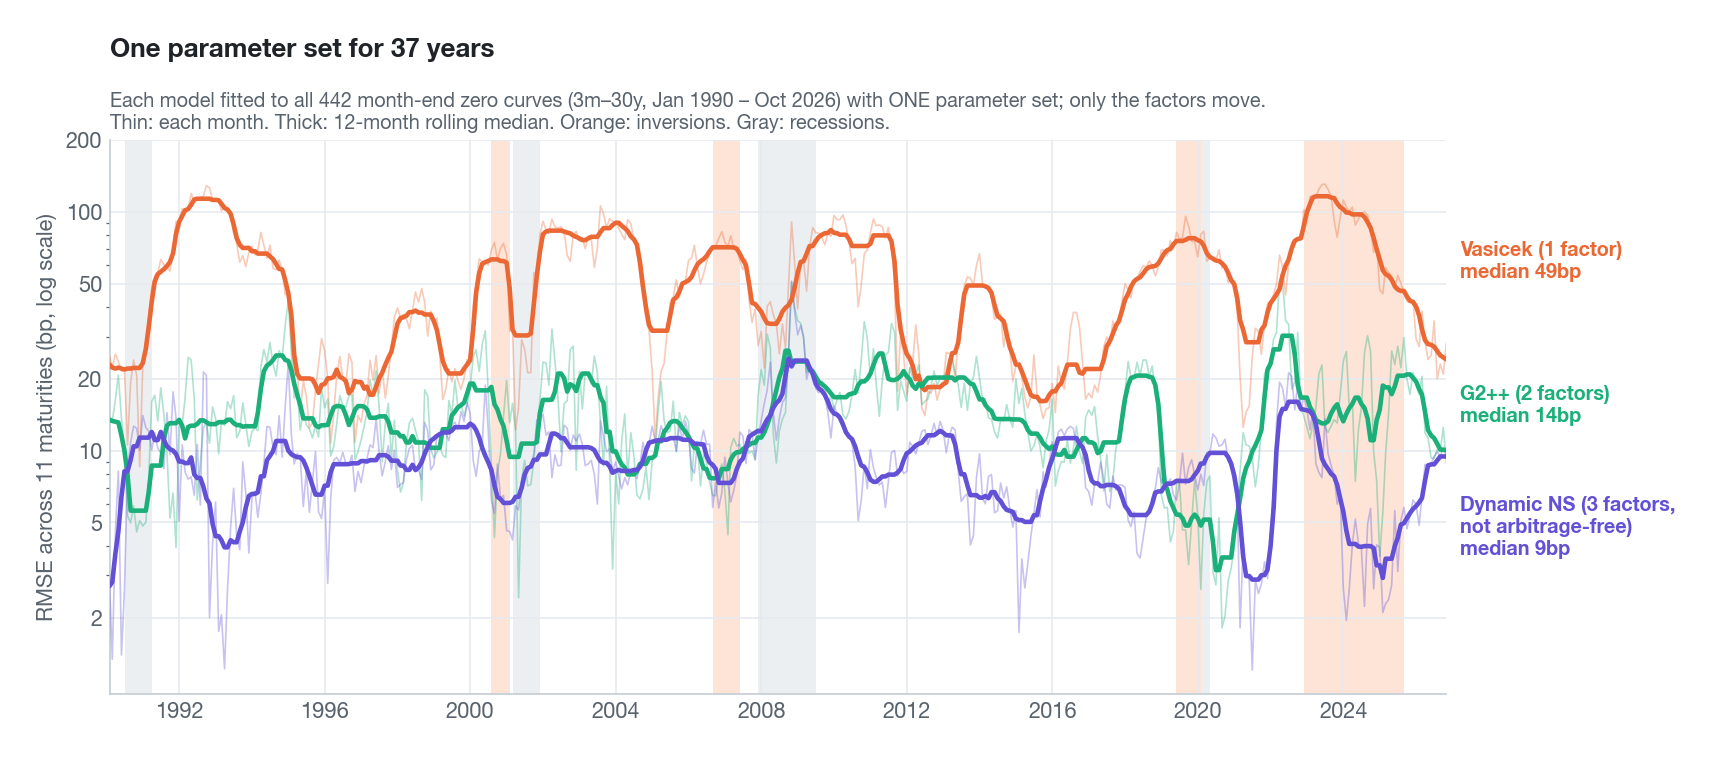 One parameter set for 37 years
Each model fitted to all 442 month-end zero curves (3m–30y, Jan 1990 – Oct 2026) with ONE parameter set; only the factors move.
Thin: each month. Thick: 12-month rolling median. Orange: inversions. Gray: recessions.
RMSE across 11 maturities (bp, log scale)
200
100
50
20
10
5
2
Vasicek (1 factor)
median 49bp
G2++ (2 factors)
median 14bp
Dynamic NS (3 factors,
not arbitrage-free)
median 9bp
1992 1996 2000 2004 2008 2012 2016 2020 2024